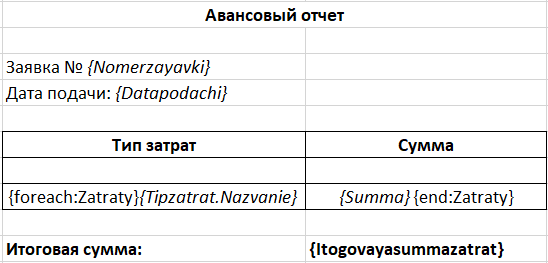 Авансовый отчет
Заявка № {Nomerzayavki}
Дата подачи: {Datapodachi}
Тип затрат Сумма
{foreach:Zatraty}{Tipzatrat.Nazvanie} {Summa} {end:Zatraty}
Итоговая сумма: {Itogovayasummazatrat}